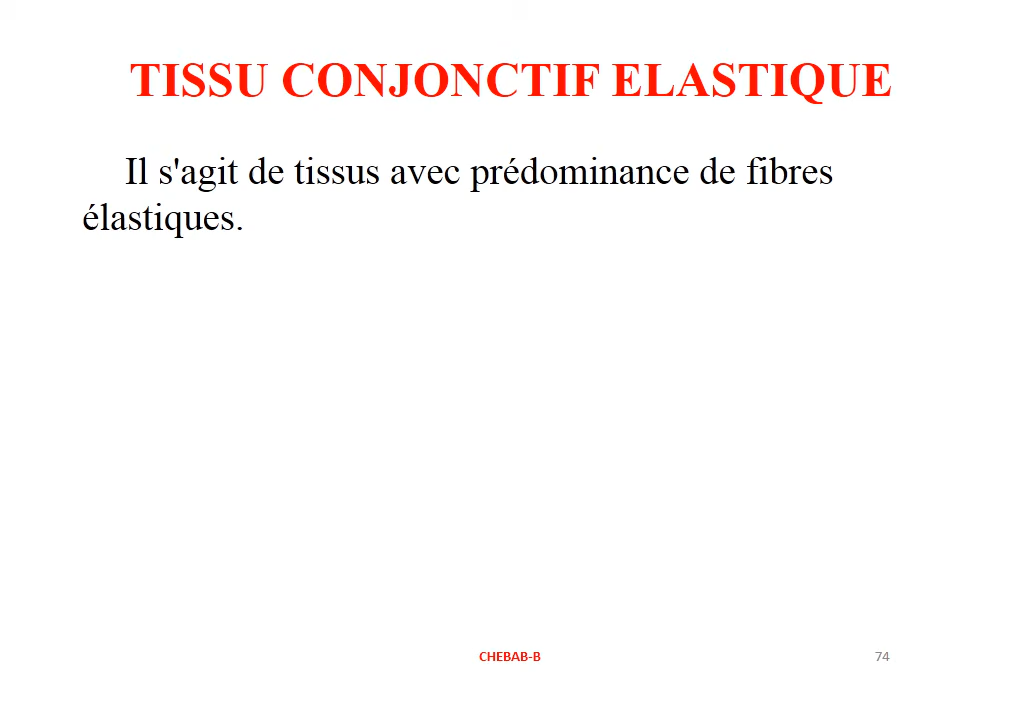 TISSU CONJONCTIF ELASTIQUE
Il s'agit de tissus avec prédominance de fibres
élastiques.
CHEBAB-B
74